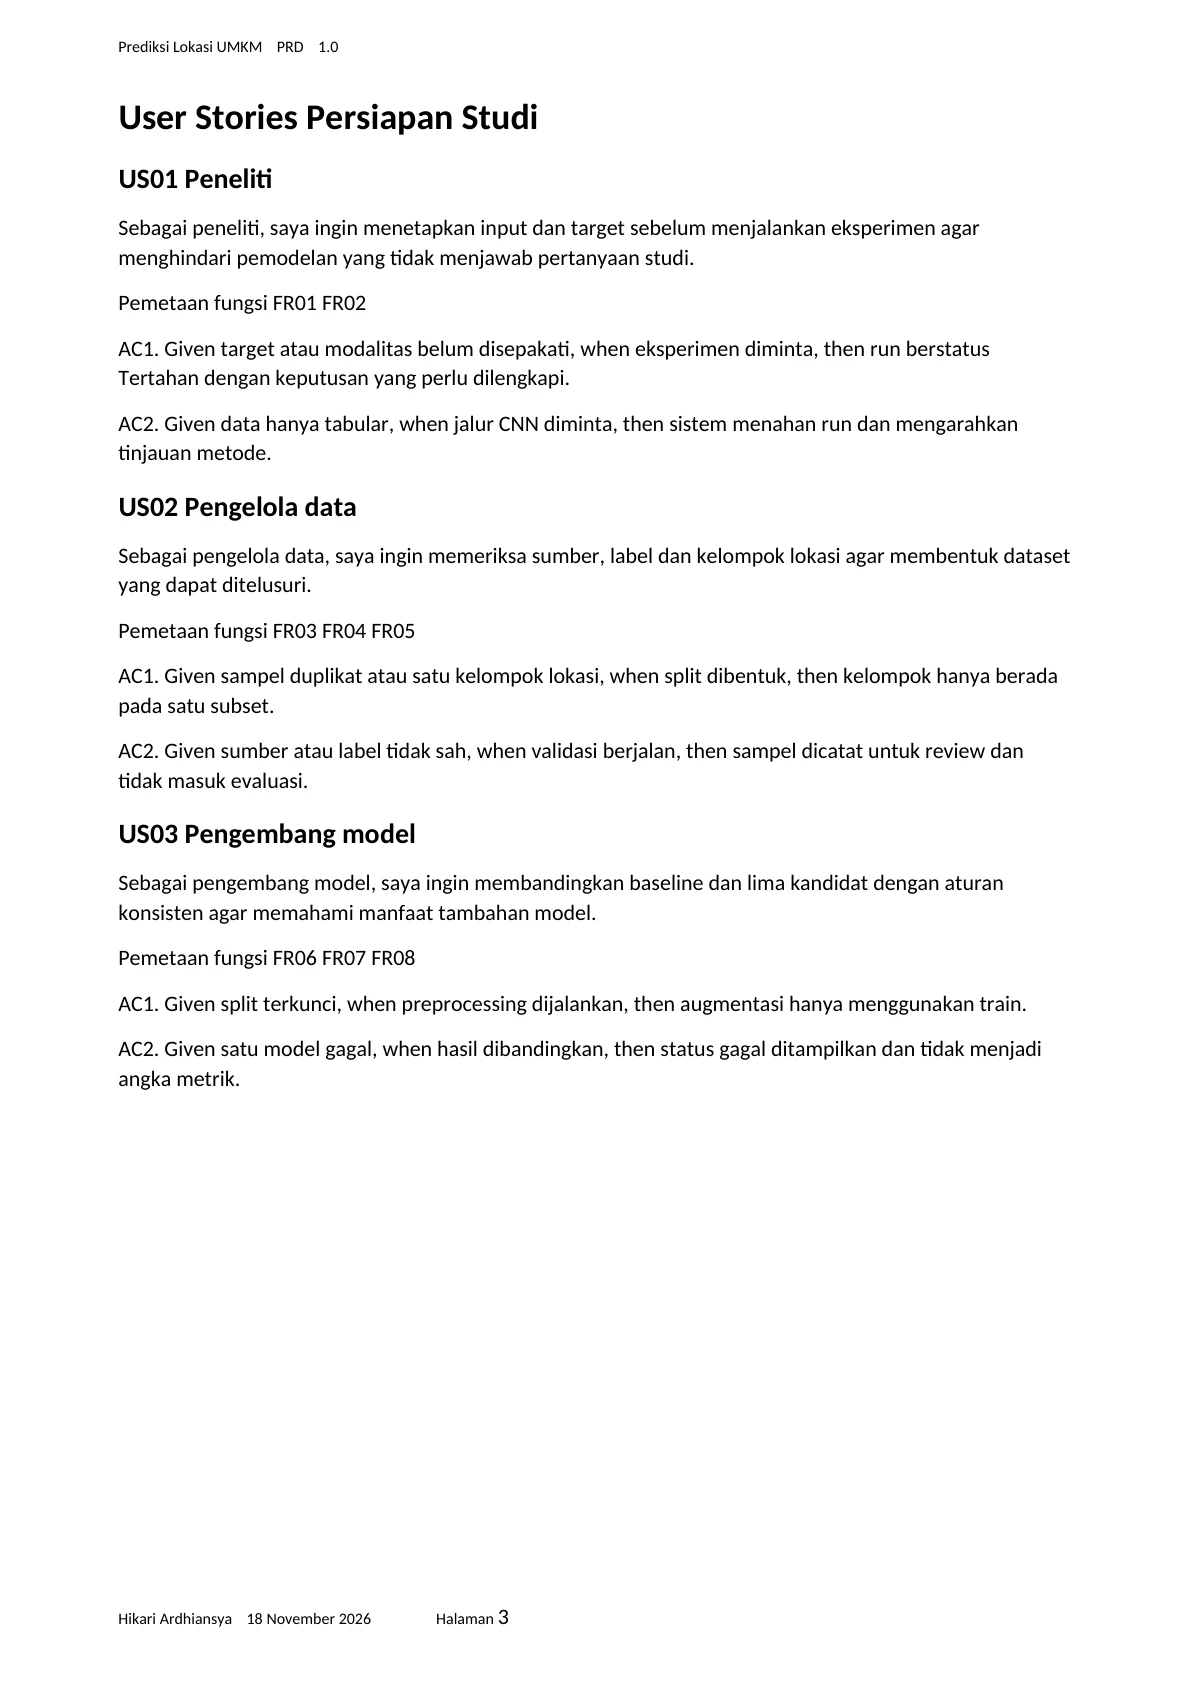 Prediksi Lokasi UMKM PRD 1.0
User Stories Persiapan Studi
US01 Peneliti
Sebagai peneliti, saya ingin menetapkan input dan target sebelum menjalankan eksperimen agar
menghindari pemodelan yang tidak menjawab pertanyaan studi.
Pemetaan fungsi FR01 FR02
AC1. Given target atau modalitas belum disepakati, when eksperimen diminta, then run berstatus
Tertahan dengan keputusan yang perlu dilengkapi.
AC2. Given data hanya tabular, when jalur CNN diminta, then sistem menahan run dan mengarahkan
tinjauan metode.
US02 Pengelola data
Sebagai pengelola data, saya ingin memeriksa sumber, label dan kelompok lokasi agar membentuk dataset
yang dapat ditelusuri.
Pemetaan fungsi FR03 FR04 FR05
AC1. Given sampel duplikat atau satu kelompok lokasi, when split dibentuk, then kelompok hanya berada
pada satu subset.
AC2. Given sumber atau label tidak sah, when validasi berjalan, then sampel dicatat untuk review dan
tidak masuk evaluasi.
US03 Pengembang model
Sebagai pengembang model, saya ingin membandingkan baseline dan lima kandidat dengan aturan
konsisten agar memahami manfaat tambahan model.
Pemetaan fungsi FR06 FR07 FR08
AC1. Given split terkunci, when preprocessing dijalankan, then augmentasi hanya menggunakan train.
AC2. Given satu model gagal, when hasil dibandingkan, then status gagal ditampilkan dan tidak menjadi
angka metrik.
Hikari Ardhiansya 18 November 2026 Halaman 3